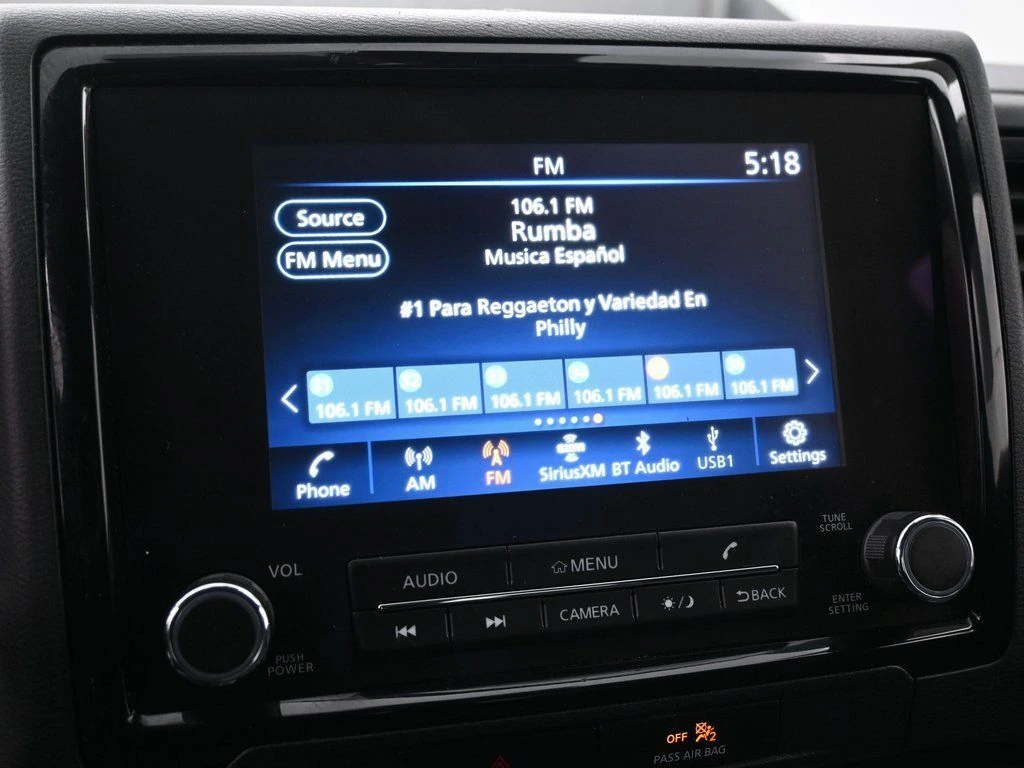 FM
5:18
Source
106.1 FM
Rumba
FM Menu
Musica Español
#1 Para Reggaeton y Variedad En
Philly
106.1 FM
106.1 FM
106.1 FM
106.1 FM
106.1 FM
106.1 FM
Phone
AM
FM
SiriusXM
BT Audio
USB1
Settings
VOL
PUSH
POWER
AUDIO
MENU
CAMERA
BACK
TUNE
SCROLL
ENTER
SETTING
OFF
2
PASS AIR BAG